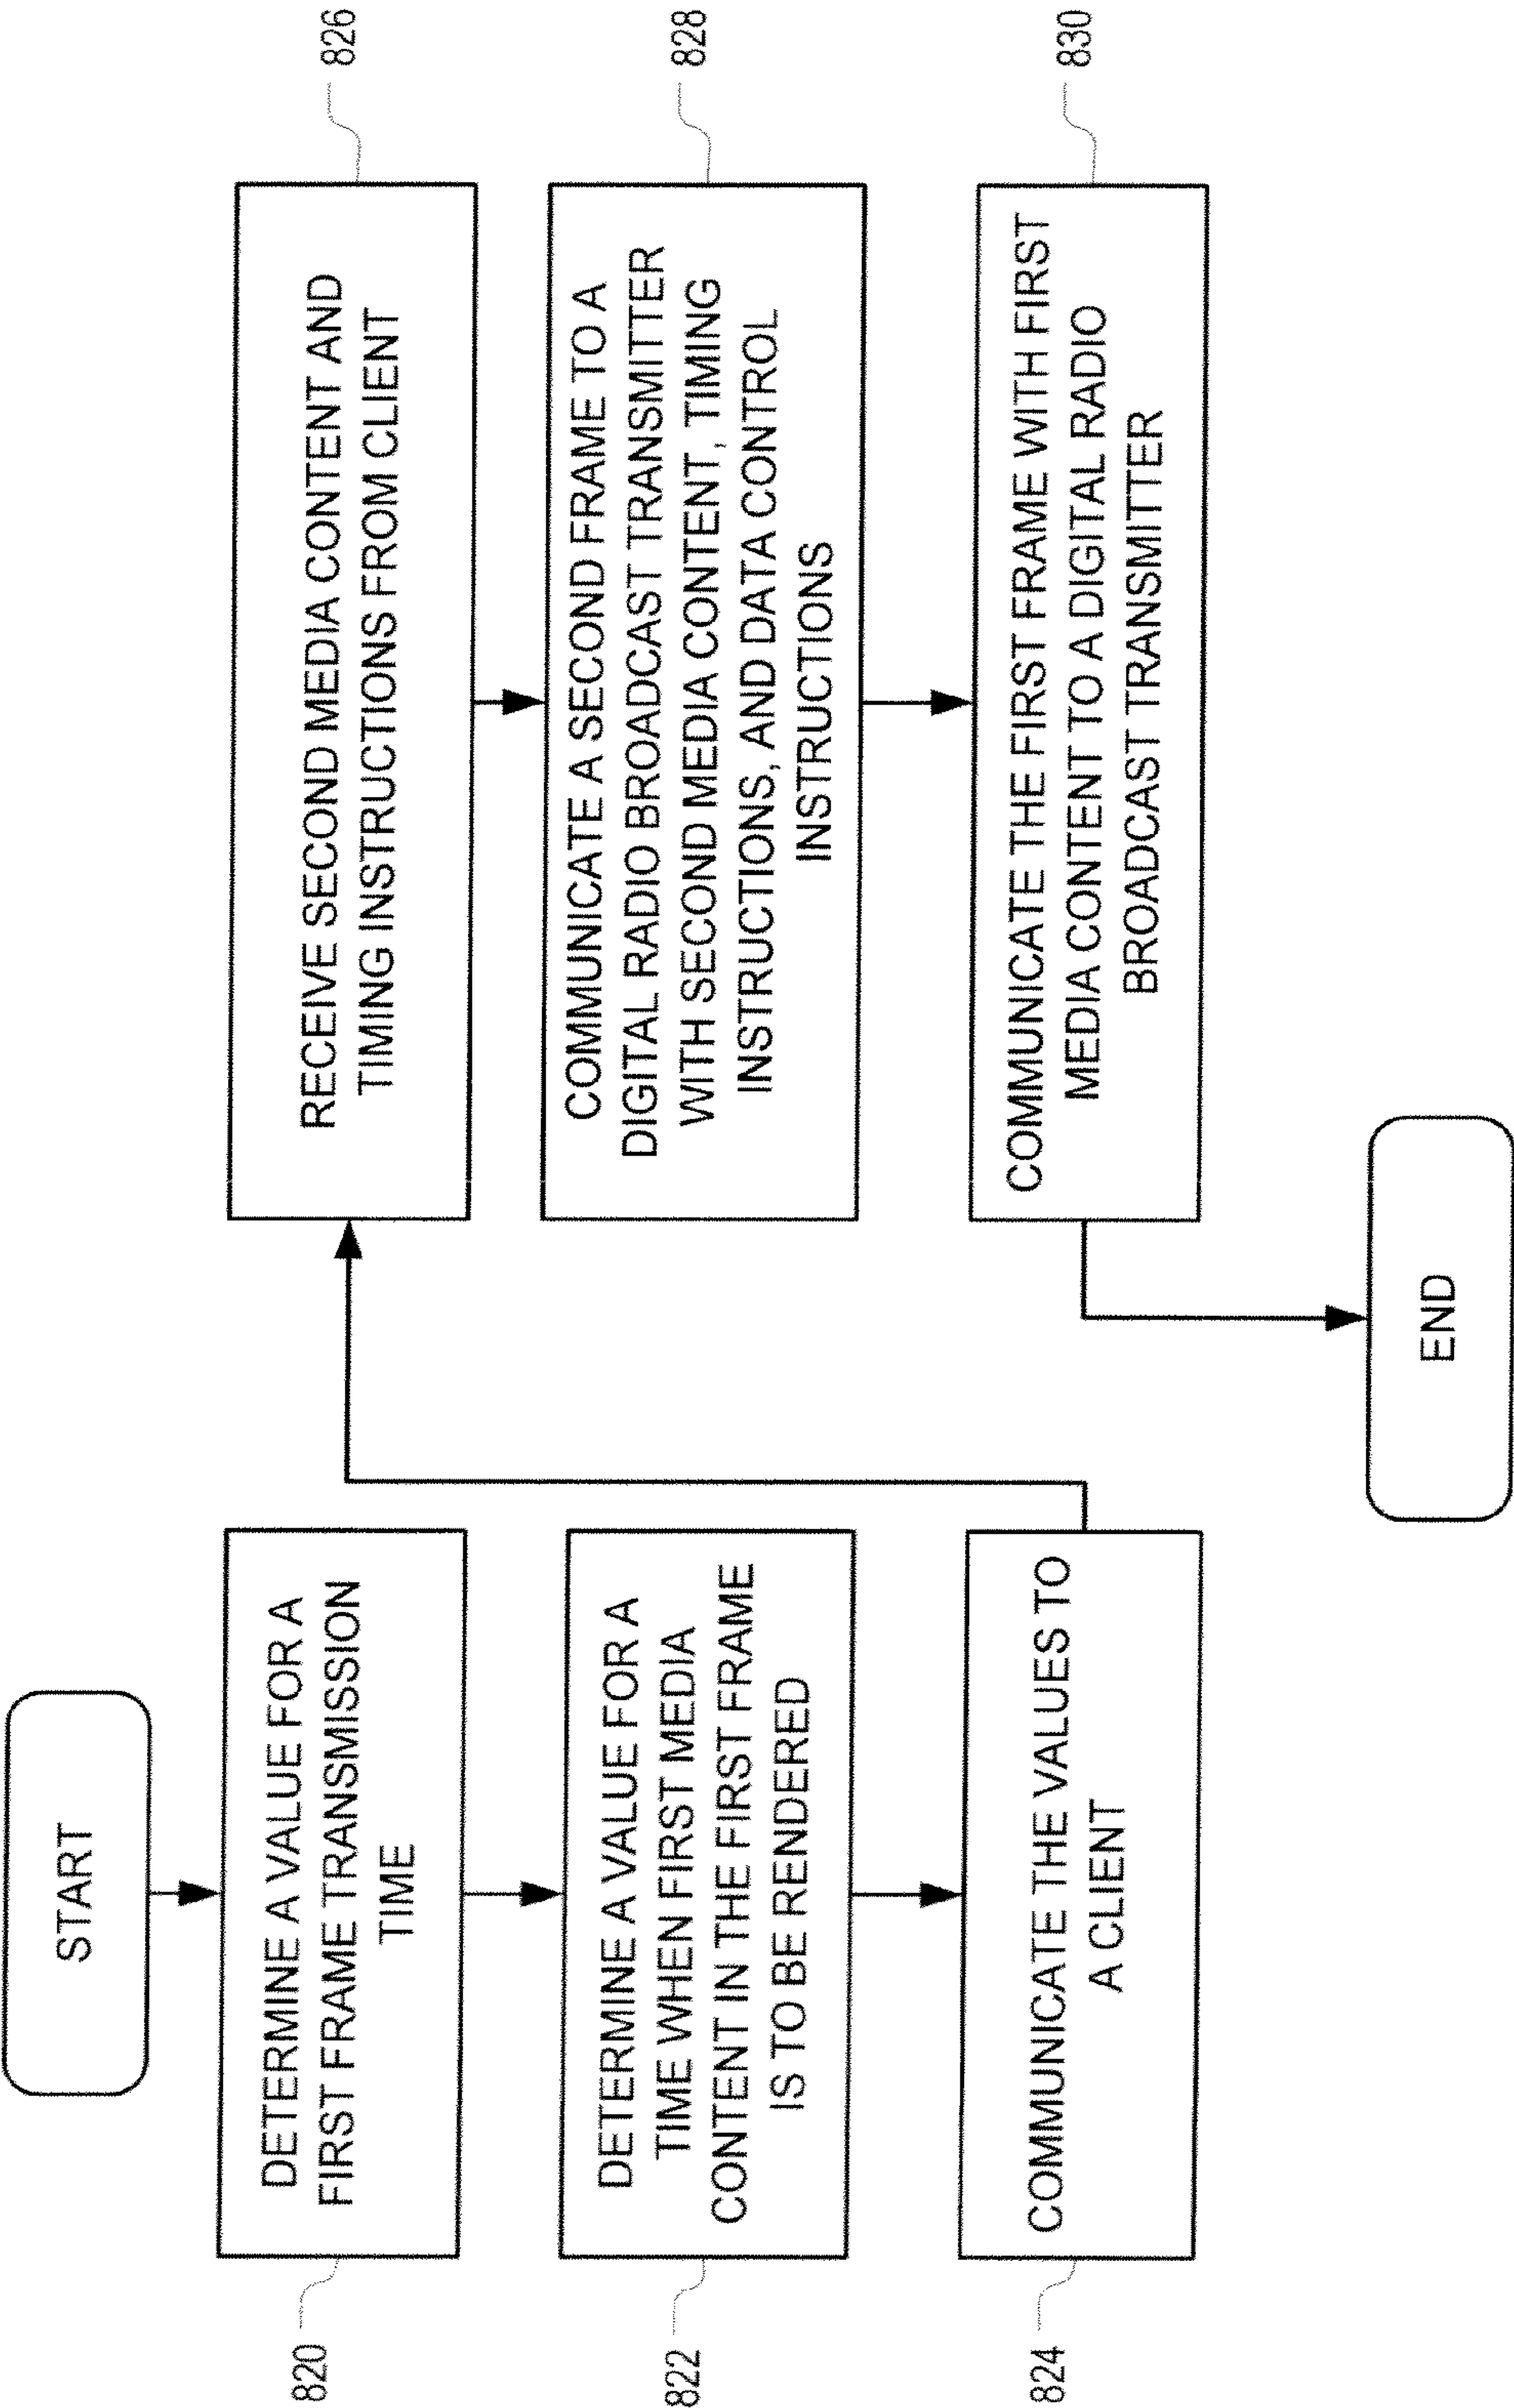 START
DETERMINE A VALUE FOR A
FIRST FRAME TRANSMISSION
TIME
820
DETERMINE A VALUE FOR A
TIME WHEN FIRST MEDIA
CONTENT IN THE FIRST FRAME
IS TO BE RENDERED
822
COMMUNICATE THE VALUES TO
A CLIENT
824
RECEIVE SECOND MEDIA CONTENT AND
TIMING INSTRUCTIONS FROM CLIENT
826
COMMUNICATE A SECOND FRAME TO A
DIGITAL RADIO BROADCAST TRANSMITTER
WITH SECOND MEDIA CONTENT, TIMING
INSTRUCTIONS, AND DATA CONTROL
INSTRUCTIONS
828
COMMUNICATE THE FIRST FRAME WITH FIRST
MEDIA CONTENT TO A DIGITAL RADIO
BROADCAST TRANSMITTER
830
END